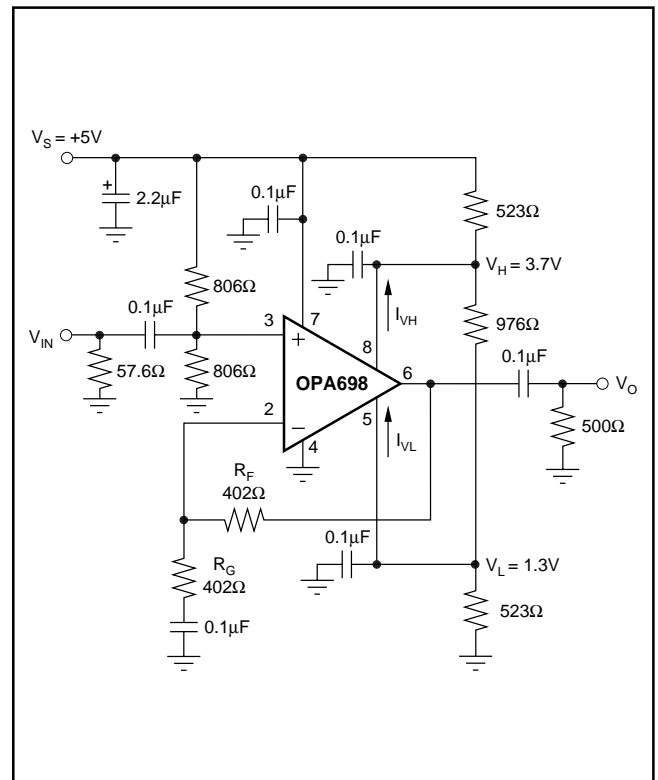 V_S = +5V
2.2μF
0.1μF
523Ω
0.1μF
V_H = 3.7V
806Ω
I_VH
976Ω
0.1μF
V_IN
3
7
8
+
57.6Ω
806Ω
OPA698
6
0.1μF
V_O
2
−
4
5
I_VL
500Ω
R_F
402Ω
0.1μF
V_L = 1.3V
R_G
402Ω
523Ω
0.1μF
+